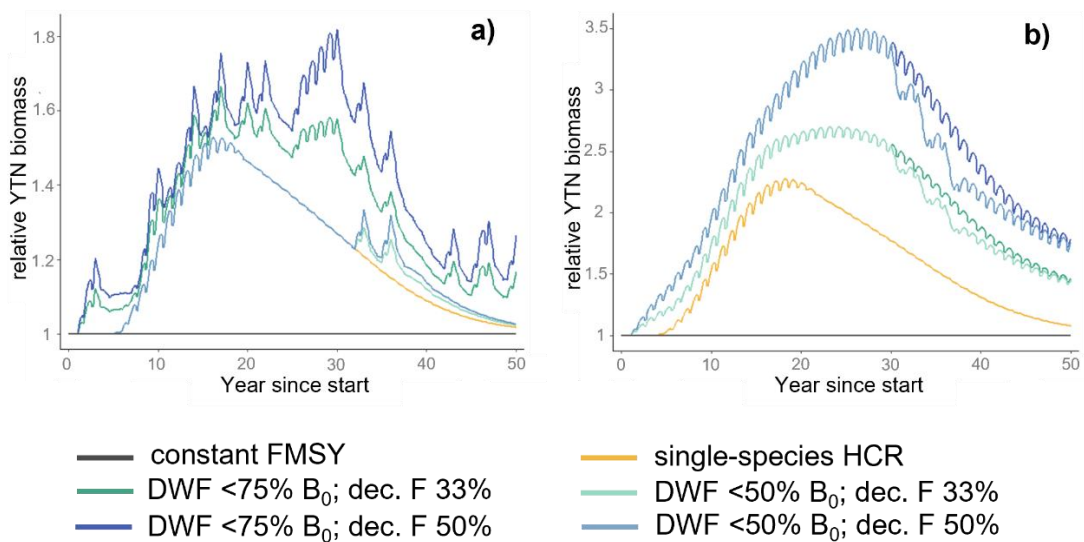 a)
relative YTN biomass
1.8
1.6
1.4
1.2
1
0
10
20
30
40
50
Year since start
b)
relative YTN biomass
3.5
3
2.5
2
1.5
1
0
10
20
30
40
50
Year since start
constant FMSY
DWF <75% B₀; dec. F 33%
DWF <75% B₀; dec. F 50%
single-species HCR
DWF <50% B₀; dec. F 33%
DWF <50% B₀; dec. F 50%